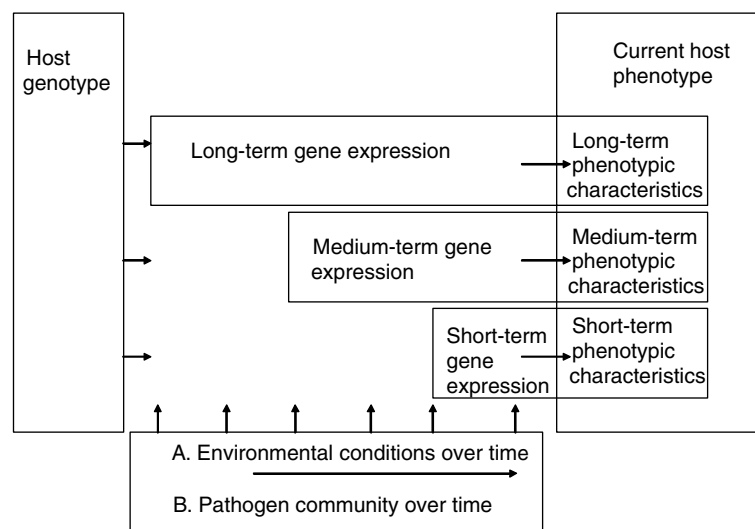 Host
genotype
Current host
phenotype
Long-term gene expression
Long-term
phenotypic
characteristics
Medium-term gene
expression
Medium-term
phenotypic
characteristics
Short-term
gene
expression
Short-term
phenotypic
characteristics
A. Environmental conditions over time
B. Pathogen community over time